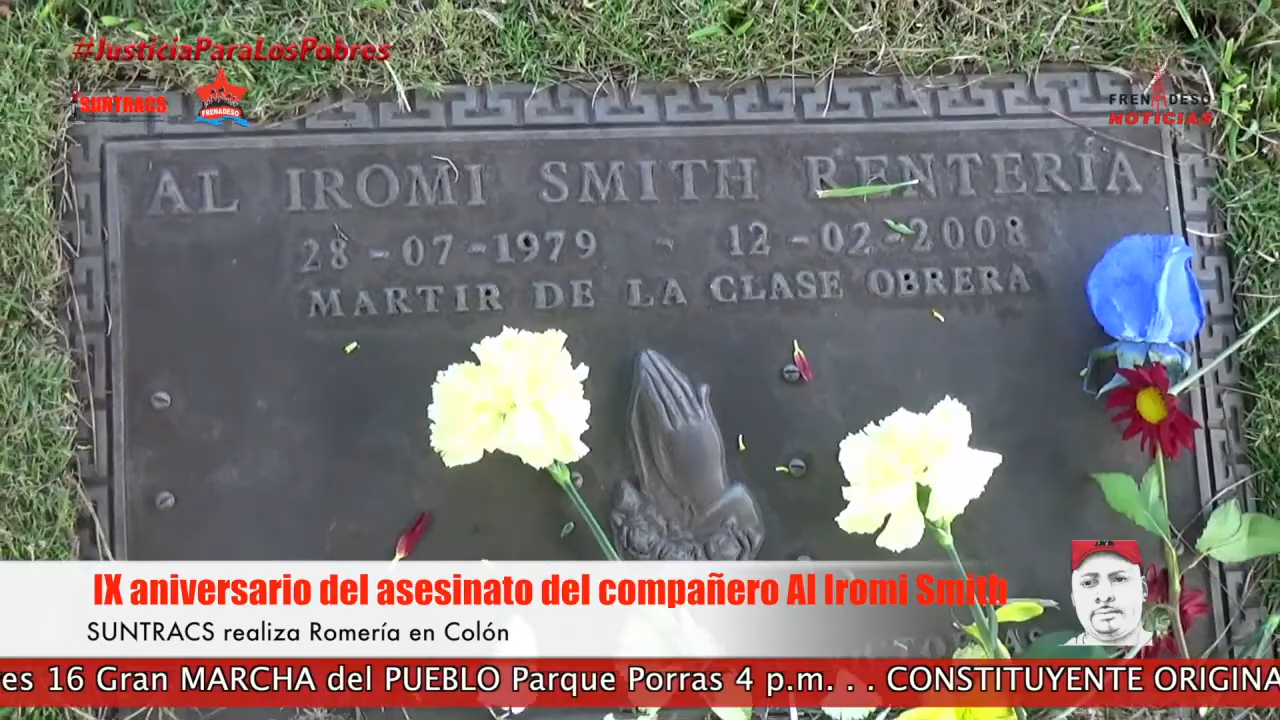 #JusticiaParaLosPobres
SUNTRACS
FRENADESO
FRENADESO
NOTICIAS
AL IROMI SMITH RENTERÍA
28-07-1979 - 12-02-2008
MARTIR DE LA CLASE OBRERA
IX aniversario del asesinato del compañero Al Iromi Smith
SUNTRACS realiza Romería en Colón
es 16 Gran MARCHA del PUEBLO Parque Porras 4 p.m. . . CONSTITUYENTE ORIGINA